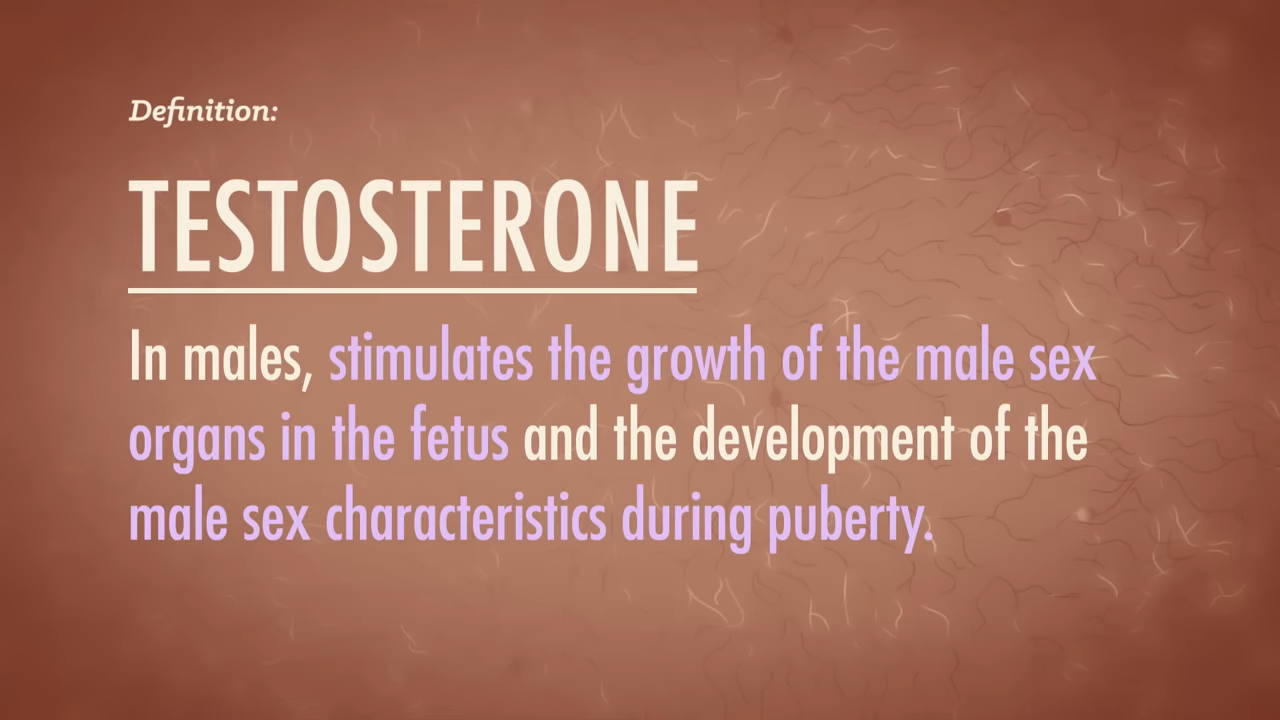 Definition:
TESTOSTERONE
In males, stimulates the growth of the male sex
organs in the fetus and the development of the
male sex characteristics during puberty.